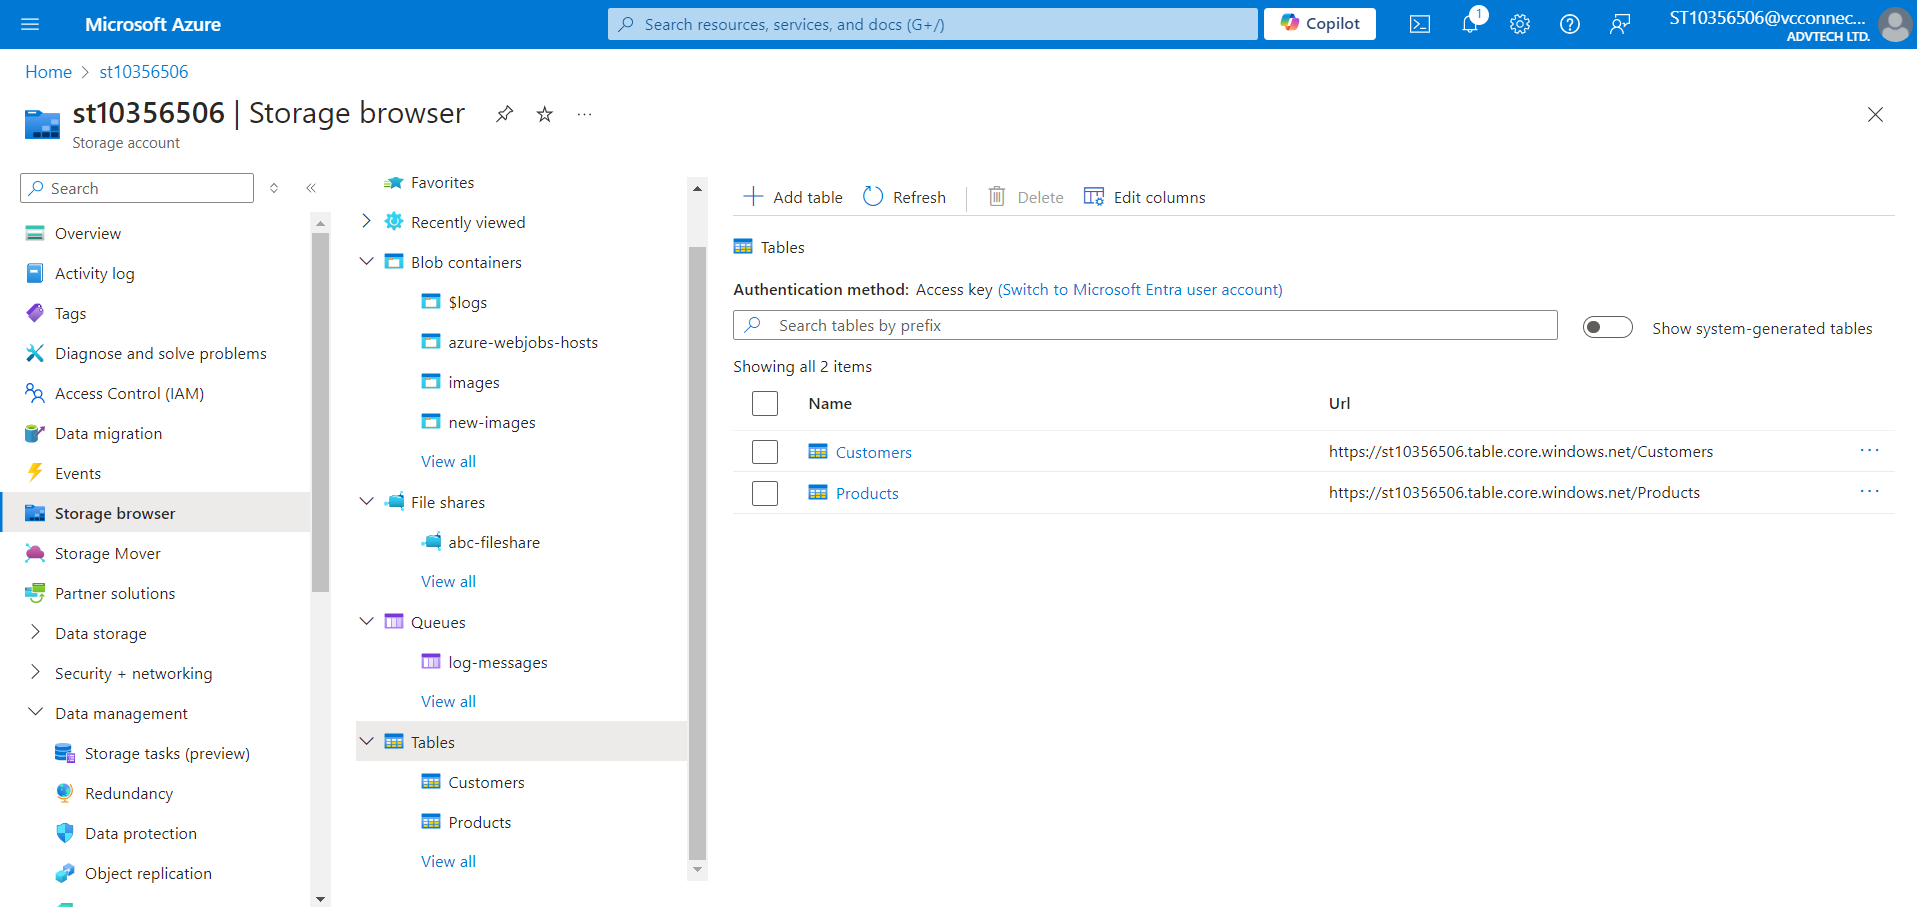 Microsoft Azure
Search resources, services, and docs (G+/)
Copilot
1
ST10356506@vcconnec...
ADVTECH LTD.
Home > st10356506
st10356506 | Storage browser
Storage account
Search
Overview
Activity log
Tags
Diagnose and solve problems
Access Control (IAM)
Data migration
Events
Storage browser
Storage Mover
Partner solutions
Data storage
Security + networking
Data management
Storage tasks (preview)
Redundancy
Data protection
Object replication
Favorites
Recently viewed
Blob containers
$logs
azure-webjobs-hosts
images
new-images
View all
File shares
abc-fileshare
View all
Queues
log-messages
View all
Tables
Customers
Products
View all
Add table
Refresh
Delete
Edit columns
Tables
Authentication method: Access key (Switch to Microsoft Entra user account)
Search tables by prefix
Show system-generated tables
Showing all 2 items
Name Url
Customers https://st10356506.table.core.windows.net/Customers
Products https://st10356506.table.core.windows.net/Products